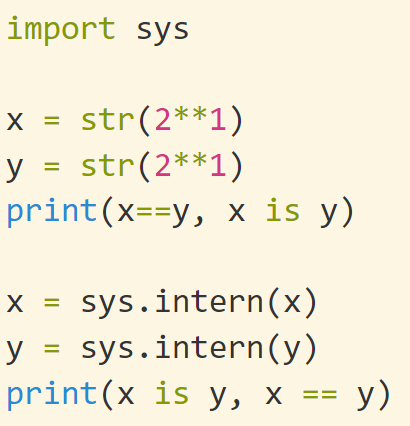 import sys

x = str(2**1)
y = str(2**1)
print(x==y, x is y)

x = sys.intern(x)
y = sys.intern(y)
print(x is y, x == y)